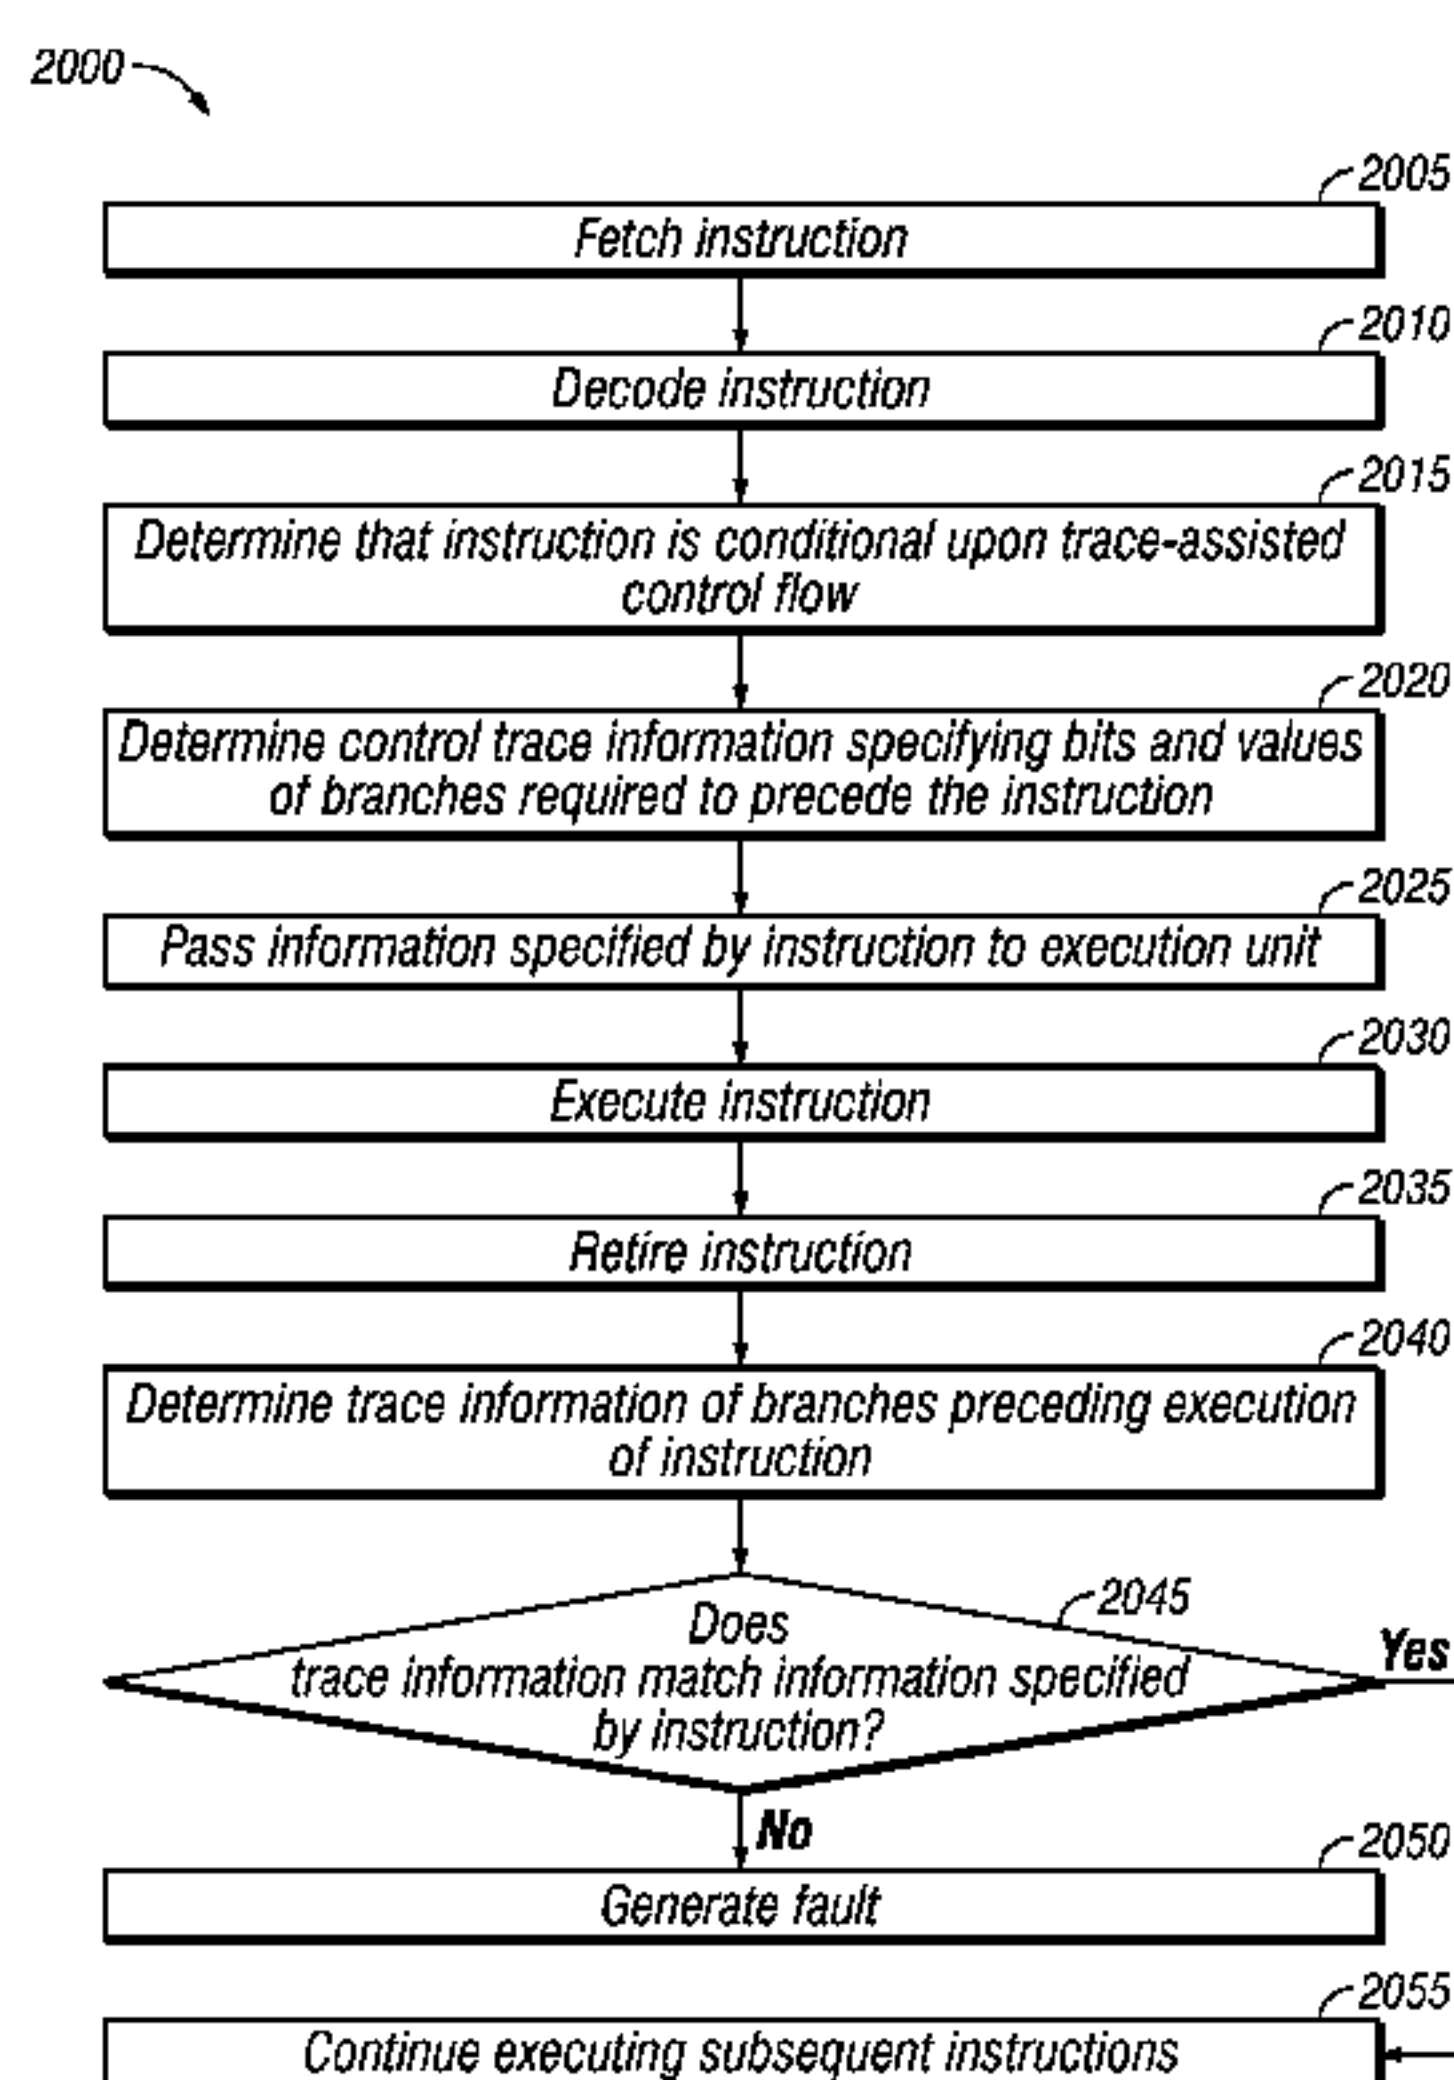 2000
2005
Fetch instruction
2010
Decode instruction
2015
Determine that instruction is conditional upon trace-assisted
control flow
2020
Determine control trace information specifying bits and values
of branches required to precede the instruction
2025
Pass information specified by instruction to execution unit
2030
Execute instruction
2035
Retire instruction
2040
Determine trace information of branches preceding execution
of instruction
2045
Does
trace information match information specified
by instruction?
Yes
No
2050
Generate fault
2055
Continue executing subsequent instructions